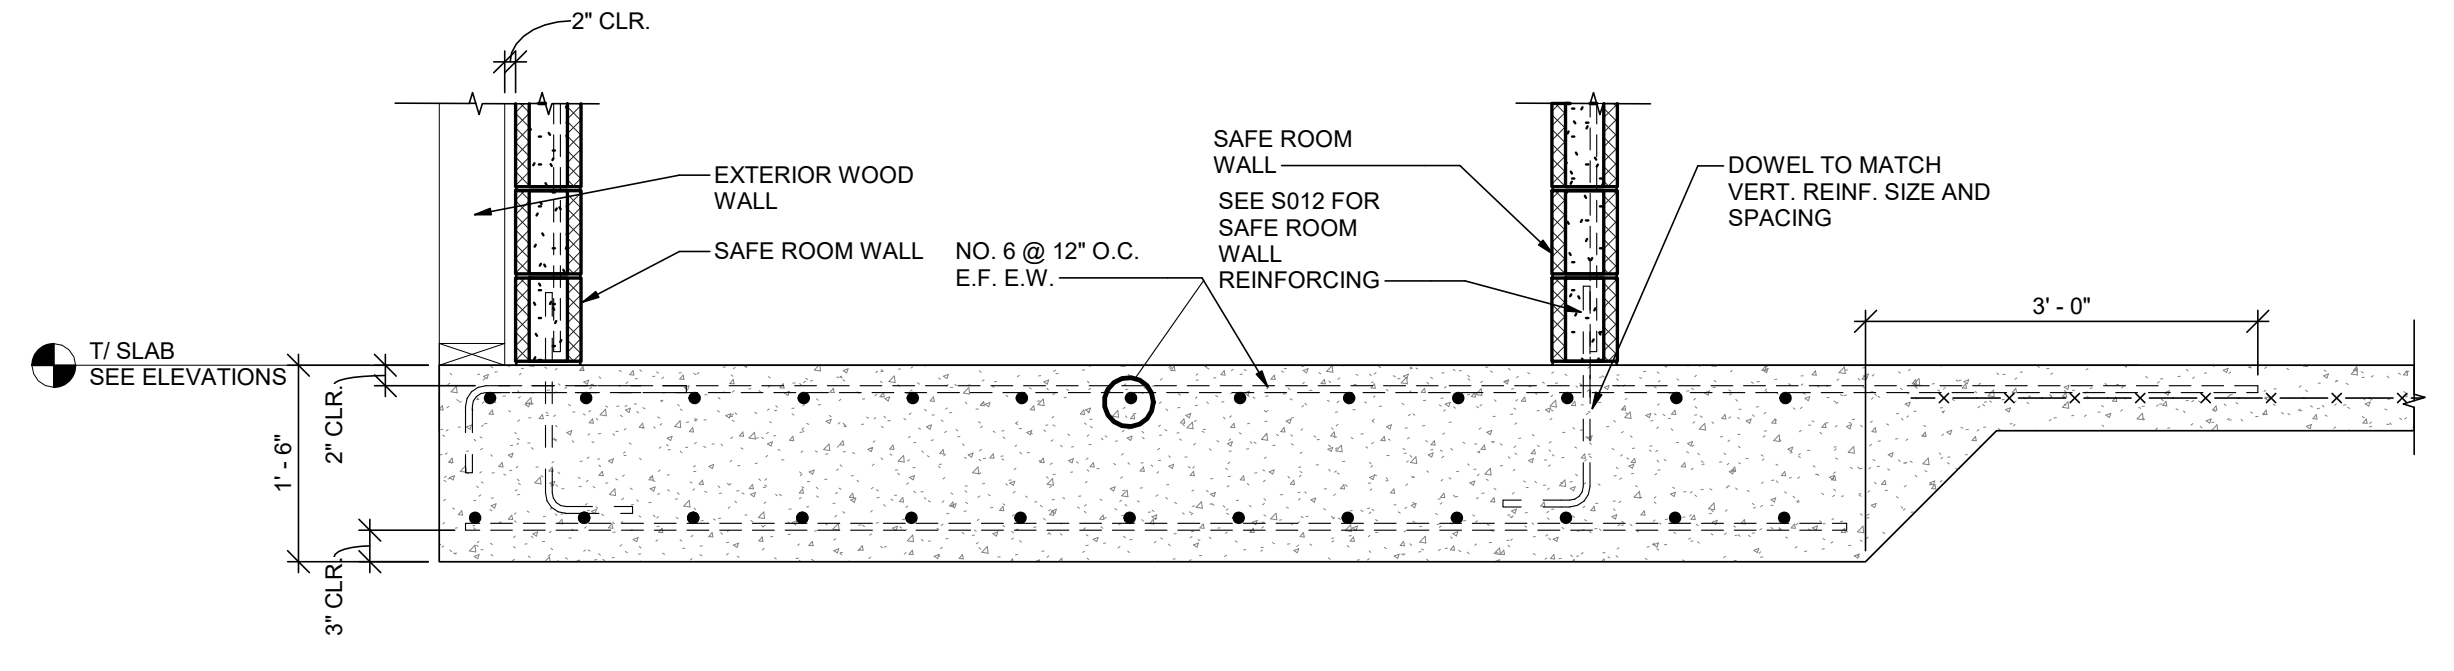 2" CLR.
EXTERIOR WOOD
WALL
SAFE ROOM WALL
NO. 6 @ 12" O.C.
E.F. E.W.
SAFE ROOM
WALL
SEE S012 FOR
SAFE ROOM
WALL
REINFORCING
DOWEL TO MATCH
VERT. REINF. SIZE AND
SPACING
3' - 0"
T/ SLAB
SEE ELEVATIONS
1' - 6"
2" CLR.
3" CLR.